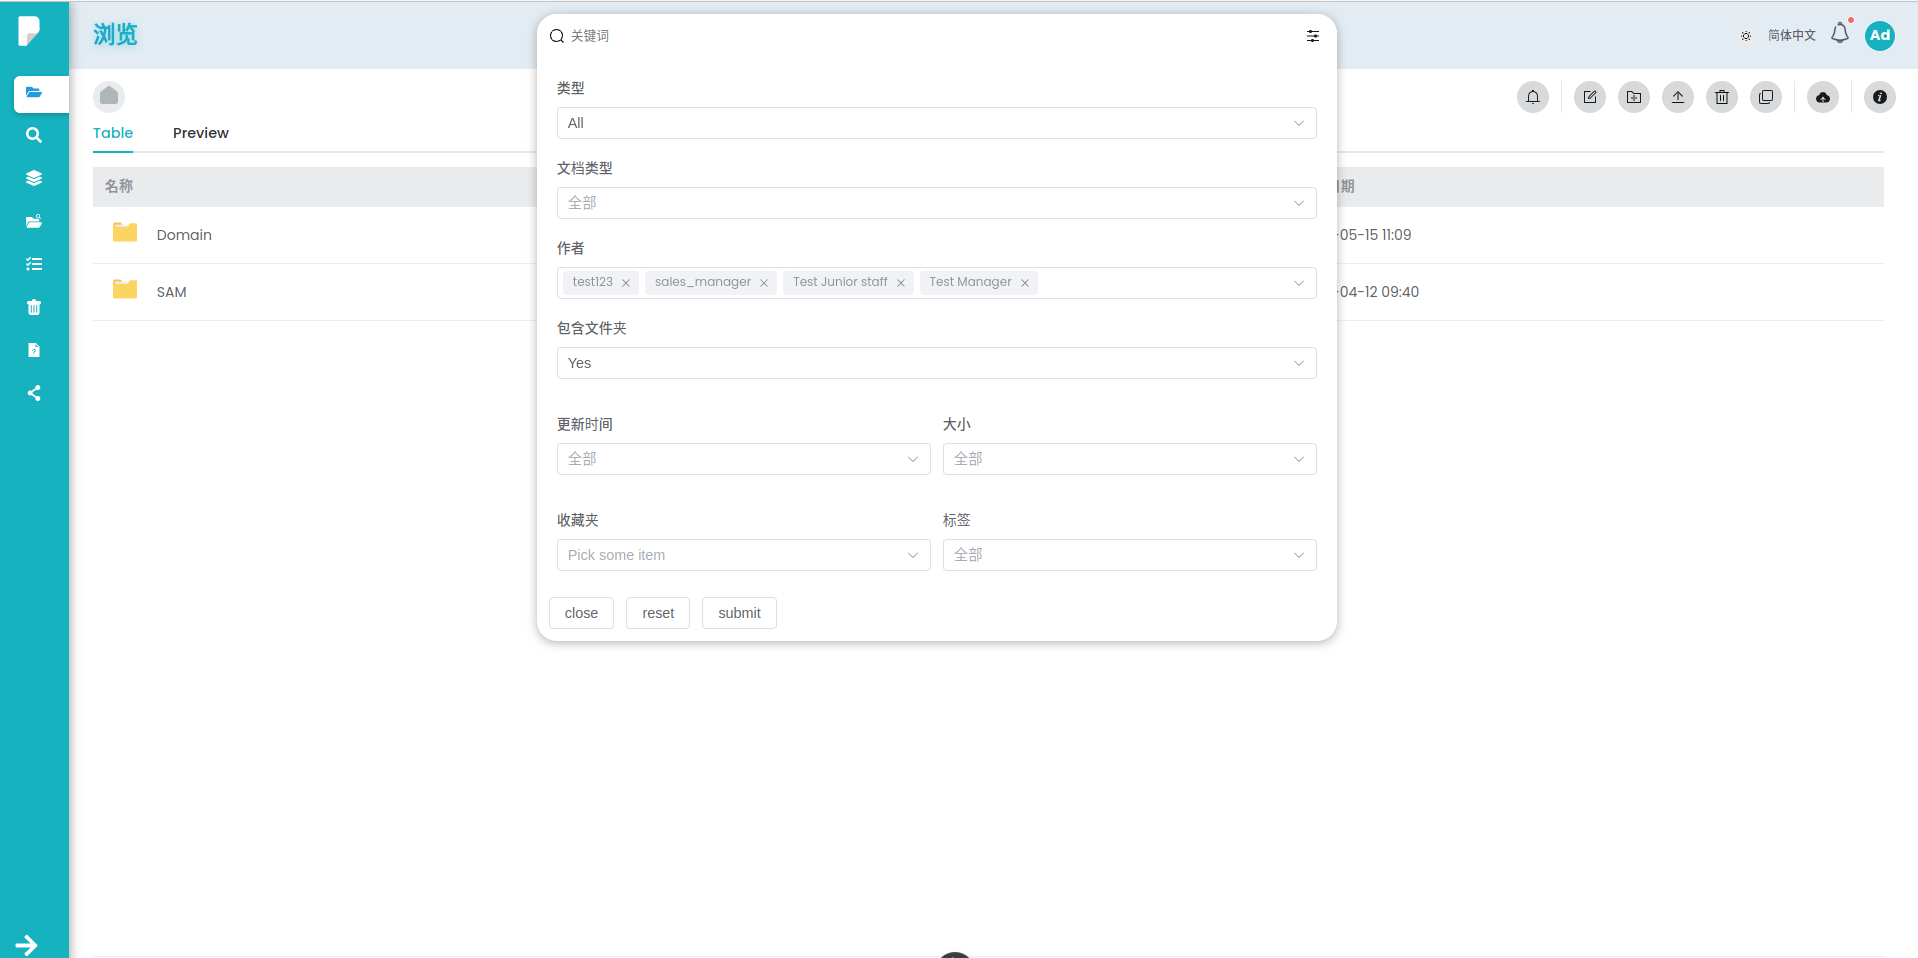 浏览
关键词
简体中文
Ad
Table
Preview
名称
期
Domain
-05-15 11:09
SAM
-04-12 09:40
类型
All
文档类型
全部
作者
test123
sales_manager
Test Junior staff
Test Manager
包含文件夹
Yes
更新时间
大小
全部
全部
收藏夹
标签
Pick some item
全部
close
reset
submit